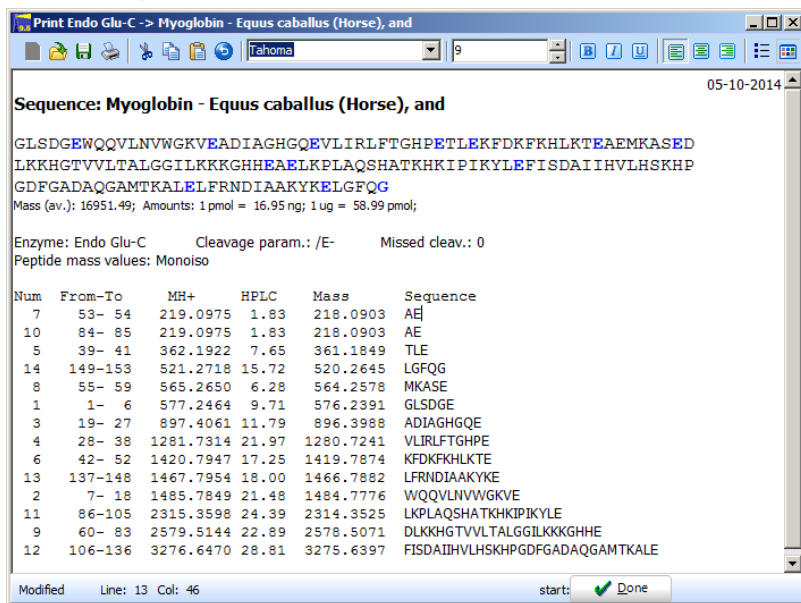 Print Endo Glu-C -> Myoglobin - Equus caballus (Horse), and
Tahoma 9 B I U
05-10-2014
Sequence: Myoglobin - Equus caballus (Horse), and
GLSDGEWQQVLNVWGKVEADIAGHGQEVLIRLFTGHPETLEKFDKFKHLKTEAEMKASED
LKKHGTVVLTALGGILKKKGHHEAELKPLAQSHATKHKIPIKYLEFISDAIIHVLHSKHP
GDFGADAQGAMTKALELFRNDIAAKYKELGFQG
Mass (av.): 16951.49; Amounts: 1 pmol = 16.95 ng; 1 ug = 58.99 pmol;
Enzyme: Endo Glu-C Cleavage param.: /E- Missed cleav.: 0
Peptide mass values: Monoiso
Num From-To MH+ HPLC Mass Sequence
7 53- 54 219.0975 1.83 218.0903 AE
10 84- 85 219.0975 1.83 218.0903 AE
5 39- 41 362.1922 7.65 361.1849 TLE
14 149-153 521.2718 15.72 520.2645 LGFQG
8 55- 59 565.2650 6.28 564.2578 MKASE
1 1- 6 577.2464 9.71 576.2391 GLSDGE
3 19- 27 897.4061 11.79 896.3988 ADIAGHGQE
4 28- 38 1281.7314 21.97 1280.7241 VLIRLFTGHPE
6 42- 52 1420.7947 17.25 1419.7874 KFDKFKHLKTE
13 137-148 1467.7954 18.00 1466.7882 LFRNDIAAKYKE
2 7- 18 1485.7849 21.48 1484.7776 WQQVLNVWGKVE
11 86-105 2315.3598 24.39 2314.3525 LKPLAQSHATKHKIPIKYLE
9 60- 83 2579.5144 22.89 2578.5071 DLKKHGTVVLTALGGILKKKGHHE
12 106-136 3276.6470 28.81 3275.6397 FISDAIIHVLHSKHPGDFGADAQGAMTKALE
Modified Line: 13 Col: 46 start: Done